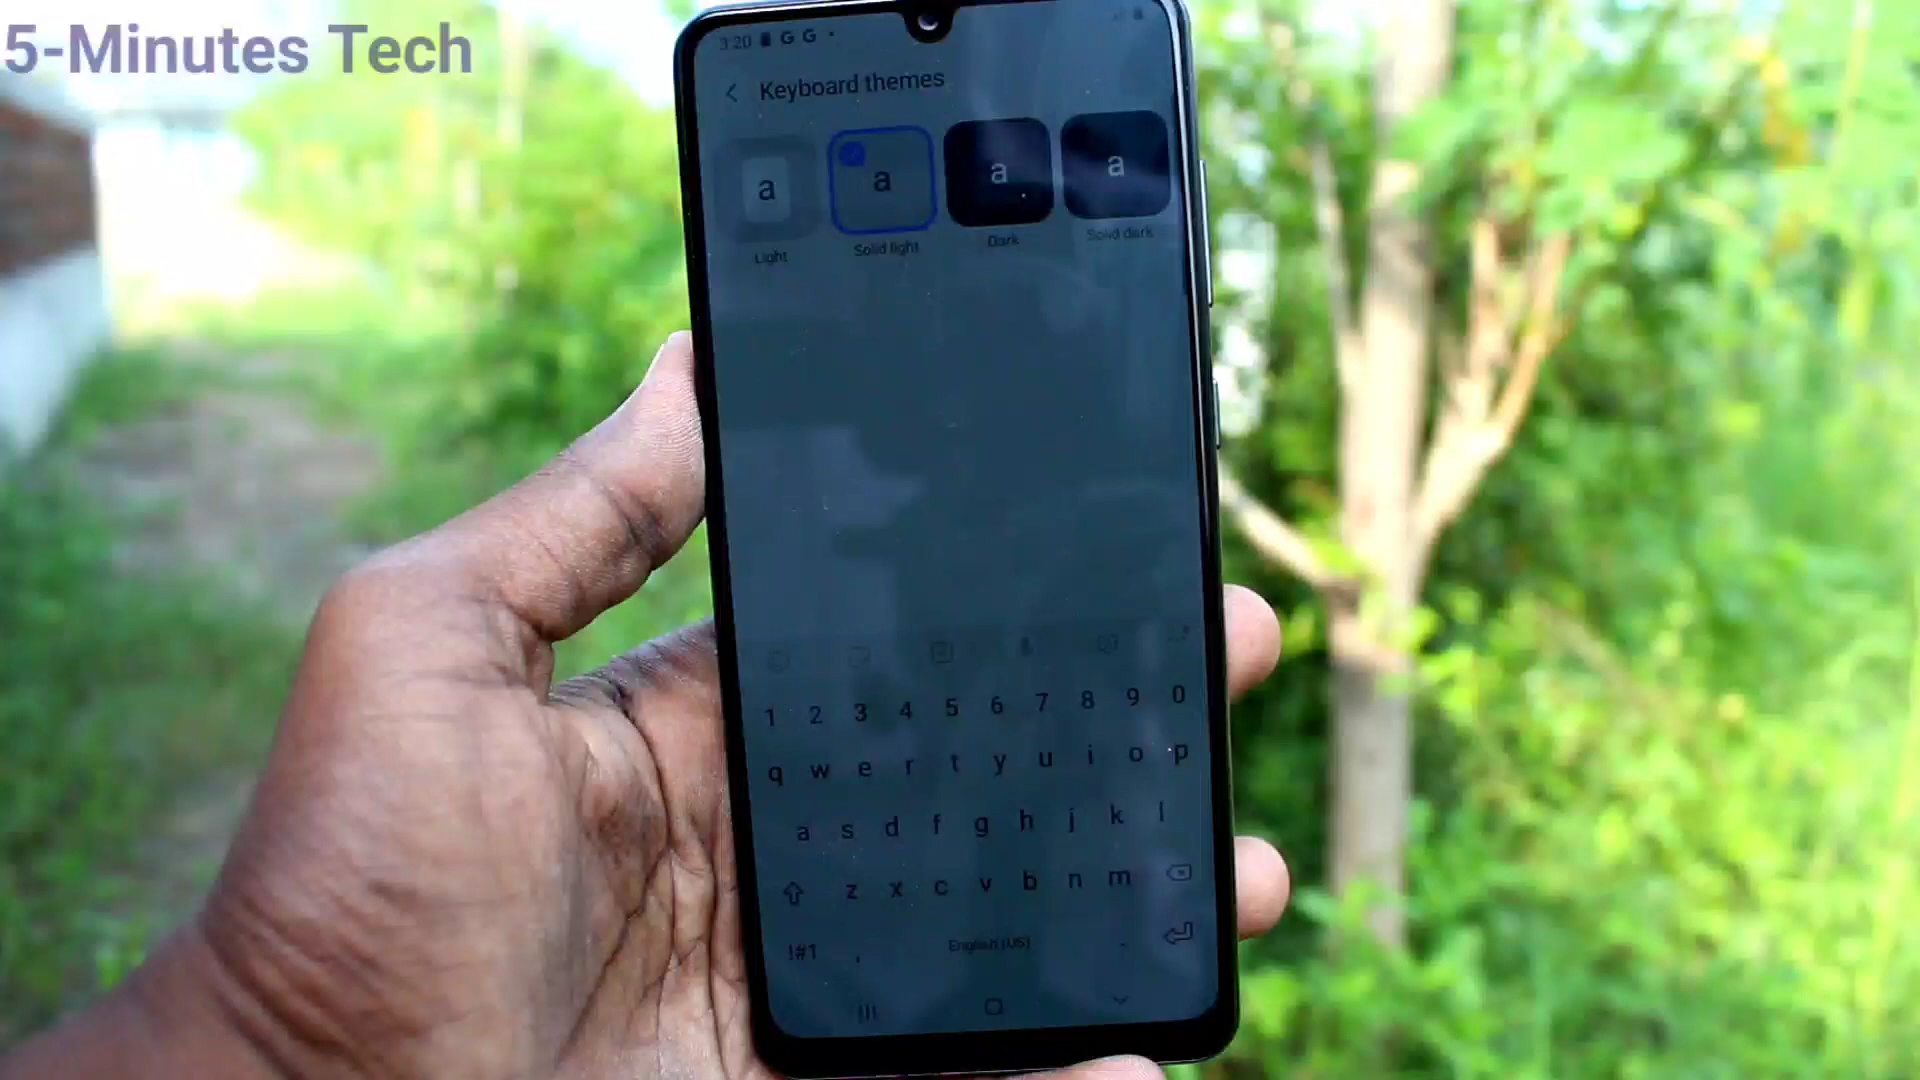 5-Minutes Tech
3:20 G G
Keyboard themes
a a a a
Light Solid light Dark Solid dark
1 2 3 4 5 6 7 8 9 0
q w e r t y u i o p
a s d f g h j k l
z x c v b n m
!#1 , English (US) .